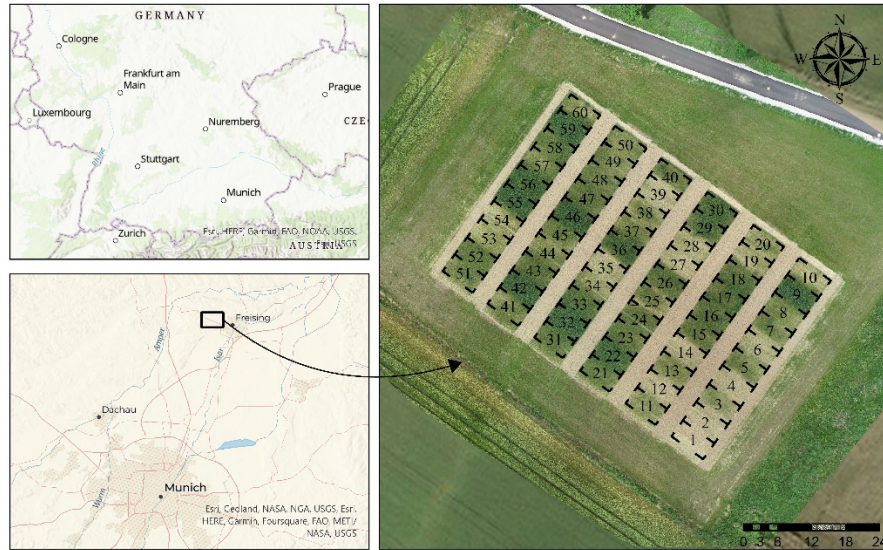 GERMANY
Cologne
Frankfurt am
Main
Prague
Luxembourg
Nuremberg
CZE
Rhine
Stuttgart
Munich
Zurich
Esri, HERE, Garmin, FAO, NOAA, USGS,
AUSTRIA
USGS
Freising
Amper
Isar
Dachau
Würm
Munich
Esri, Geoland, NASA, NGA, USGS, Esri,
HERE, Garmin, Foursquare, FAO, METI/
NASA, USGS
N
W E
S
60
59
58
57
56
55
54
53
52
51
50
49
48
47
46
45
44
43
42
41
40
39
38
37
36
35
34
33
32
31
30
29
28
27
26
25
24
23
22
21
20
19
18
17
16
15
14
13
12
11
10
9
8
7
6
5
4
3
2
1
0 3 6 12 18 24